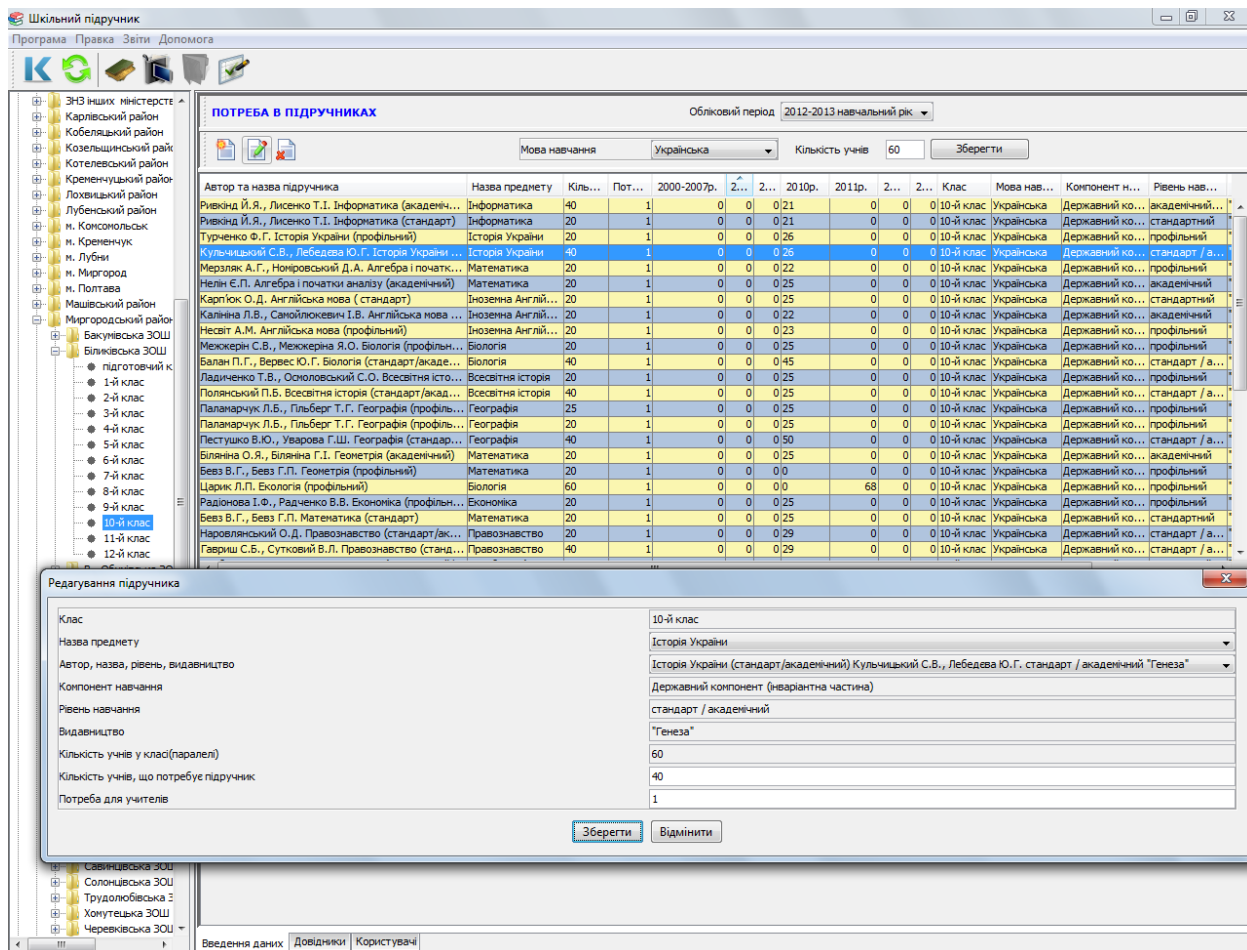 Шкільний підручник
Програма Правка Звіти Допомога
ЗНЗ інших міністерств
Карлівський район
Кобеляцький район
Козельщинський райо
Котелевський район
Кременчуцький район
Лохвицький район
Лубенський район
м. Комсомольськ
м. Кременчук
м. Лубни
м. Миргород
м. Полтава
Машівський район
Миргородський район
Бакумівська ЗОШ
Біликівська ЗОШ
підготовчий к
1-й клас
2-й клас
3-й клас
4-й клас
5-й клас
6-й клас
7-й клас
8-й клас
9-й клас
10-й клас
11-й клас
12-й клас
ПОТРЕБА В ПІДРУЧНИКАХ Обліковий період 2012-2013 навчальний рік
Мова навчання Українська Кількість учнів 60 Зберегти
Автор та назва підручника Назва предмету Кіль... Пот... 2000-2007р. 2... 2... 2010р. 2011р. 2... 2... Клас Мова нав... Компонент н... Рівень нав...
Ривкінд Й.Я., Лисенко Т.І. Інформатика (академіч... Інформатика 40 1 0 0 0 21 0 0 10-й клас Українська Державний ко... академічний...
Ривкінд Й.Я., Лисенко Т.І. Інформатика (стандарт) Інформатика 20 1 0 0 0 21 0 0 10-й клас Українська Державний ко... стандартний
Турченко Ф.Г. Історія України (профільний) Історія України 20 1 0 0 0 26 0 0 10-й клас Українська Державний ко... профільний
Кульчицький С.В., Лебедєва Ю.Г. Історія України ... Історія України 40 1 0 0 0 26 0 0 10-й клас Українська Державний ко... стандарт / а...
Мерзляк А.Г., Номіровський Д.А. Алгебра і початк... Математика 20 1 0 0 0 22 0 0 10-й клас Українська Державний ко... профільний
Нелін Є.П. Алгебра і початки аналізу (академічний) Математика 20 1 0 0 0 25 0 0 10-й клас Українська Державний ко... академічний
Карп'юк О.Д. Англійська мова ( стандарт) Іноземна Англій... 20 1 0 0 0 25 0 0 10-й клас Українська Державний ко... стандартний
Калініна Л.В., Самойлюкевич І.В. Англійська мова ... Іноземна Англій... 20 1 0 0 0 22 0 0 10-й клас Українська Державний ко... академічний
Несвіт А.М. Англійська мова (профільний) Іноземна Англій... 20 1 0 0 0 23 0 0 10-й клас Українська Державний ко... профільний
Межжерін С.В., Межжеріна Я.О. Біологія (профільн... Біологія 20 1 0 0 0 25 0 0 10-й клас Українська Державний ко... профільний
Балан П.Г., Вервес Ю.Г. Біологія (стандарт/акаде... Біологія 40 1 0 0 0 45 0 0 10-й клас Українська Державний ко... стандарт / а...
Ладиченко Т.В., Осмоловський С.О. Всесвітня істо... Всесвітня історія 20 1 0 0 0 25 0 0 10-й клас Українська Державний ко... профільний
Полянський П.Б. Всесвітня історія (стандарт/акад... Всесвітня історія 40 1 0 0 0 25 0 0 10-й клас Українська Державний ко... стандарт / а...
Паламарчук Л.Б., Гільберг Т.Г. Географія (профіль... Географія 25 1 0 0 0 25 0 0 10-й клас Українська Державний ко... профільний
Паламарчук Л.Б., Гільберг Т.Г. Географія (профіль... Географія 20 1 0 0 0 25 0 0 10-й клас Українська Державний ко... профільний
Пестушко В.Ю., Уварова Г.Ш. Географія (стандар... Географія 40 1 0 0 0 50 0 0 10-й клас Українська Державний ко... стандарт / а...
Біляніна О.Я., Біляніна Г.І. Геометрія (академічний) Математика 20 1 0 0 0 25 0 0 10-й клас Українська Державний ко... академічний
Бевз В.Г., Бевз Г.П. Геометрія (профільний) Математика 20 1 0 0 0 0 0 0 10-й клас Українська Державний ко... профільний
Царик Л.П. Екологія (профільний) Біологія 60 1 0 0 0 0 68 0 0 10-й клас Українська Державний ко... профільний
Радіонова І.Ф., Радченко В.В. Економіка (профільн... Економіка 20 1 0 0 0 25 0 0 10-й клас Українська Державний ко... профільний
Бевз В.Г., Бевз Г.П. Математика (стандарт) Математика 20 1 0 0 0 25 0 0 10-й клас Українська Державний ко... стандартний
Наровлянський О.Д. Правознавство (стандарт/ак... Правознавство 20 1 0 0 0 29 0 0 10-й клас Українська Державний ко... стандарт / а...
Гавриш С.Б., Сутковий В.Л. Правознавство (станд... Правознавство 40 1 0 0 0 29 0 0 10-й клас Українська Державний ко... стандарт / а...
Редагування підручника
Клас 10-й клас
Назва предмету Історія України
Автор, назва, рівень, видавництво Історія України (стандарт/академічний) Кульчицький С.В., Лебедєва Ю.Г. стандарт / академічний "Генеза"
Компонент навчання Державний компонент (інваріантна частина)
Рівень навчання стандарт / академічний
Видавництво "Генеза"
Кількість учнів у класі(паралелі) 60
Кількість учнів, що потребує підручник 40
Потреба для учителів 1
Зберегти Відмінити
Савинцівська ЗОШ
Солонцівська ЗОШ
Трудолюбівська З
Хомутецька ЗОШ
Черевківська ЗОШ
Введення даних Довідники Користувачі